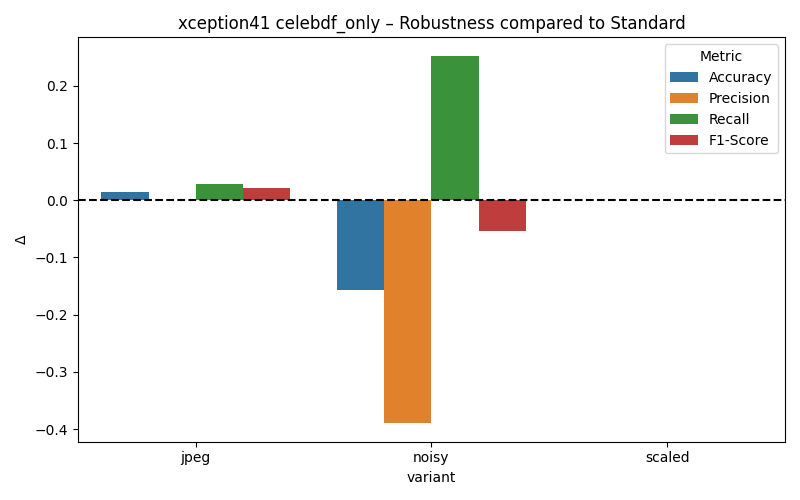 xception41 celebdf_only – Robustness compared to Standard
Metric
Accuracy
Precision
Recall
F1-Score
Δ
0.2
0.1
0.0
−0.1
−0.2
−0.3
−0.4
jpeg
noisy
scaled
variant